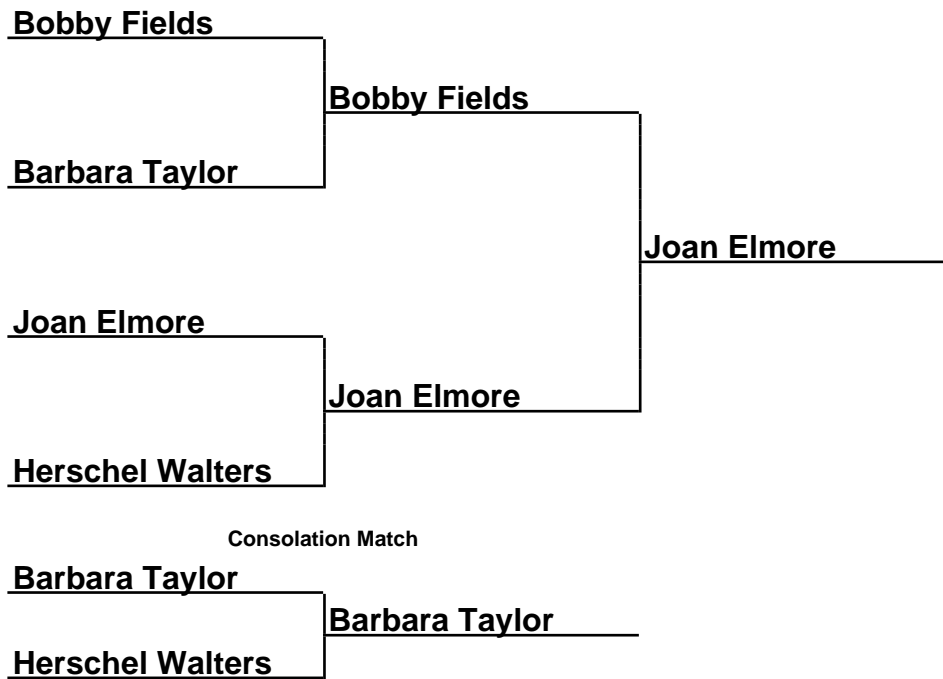 Bobby Fields
Bobby Fields
Barbara Taylor
Joan Elmore
Joan Elmore
Joan Elmore
Herschel Walters
Consolation Match
Barbara Taylor
Barbara Taylor
Herschel Walters